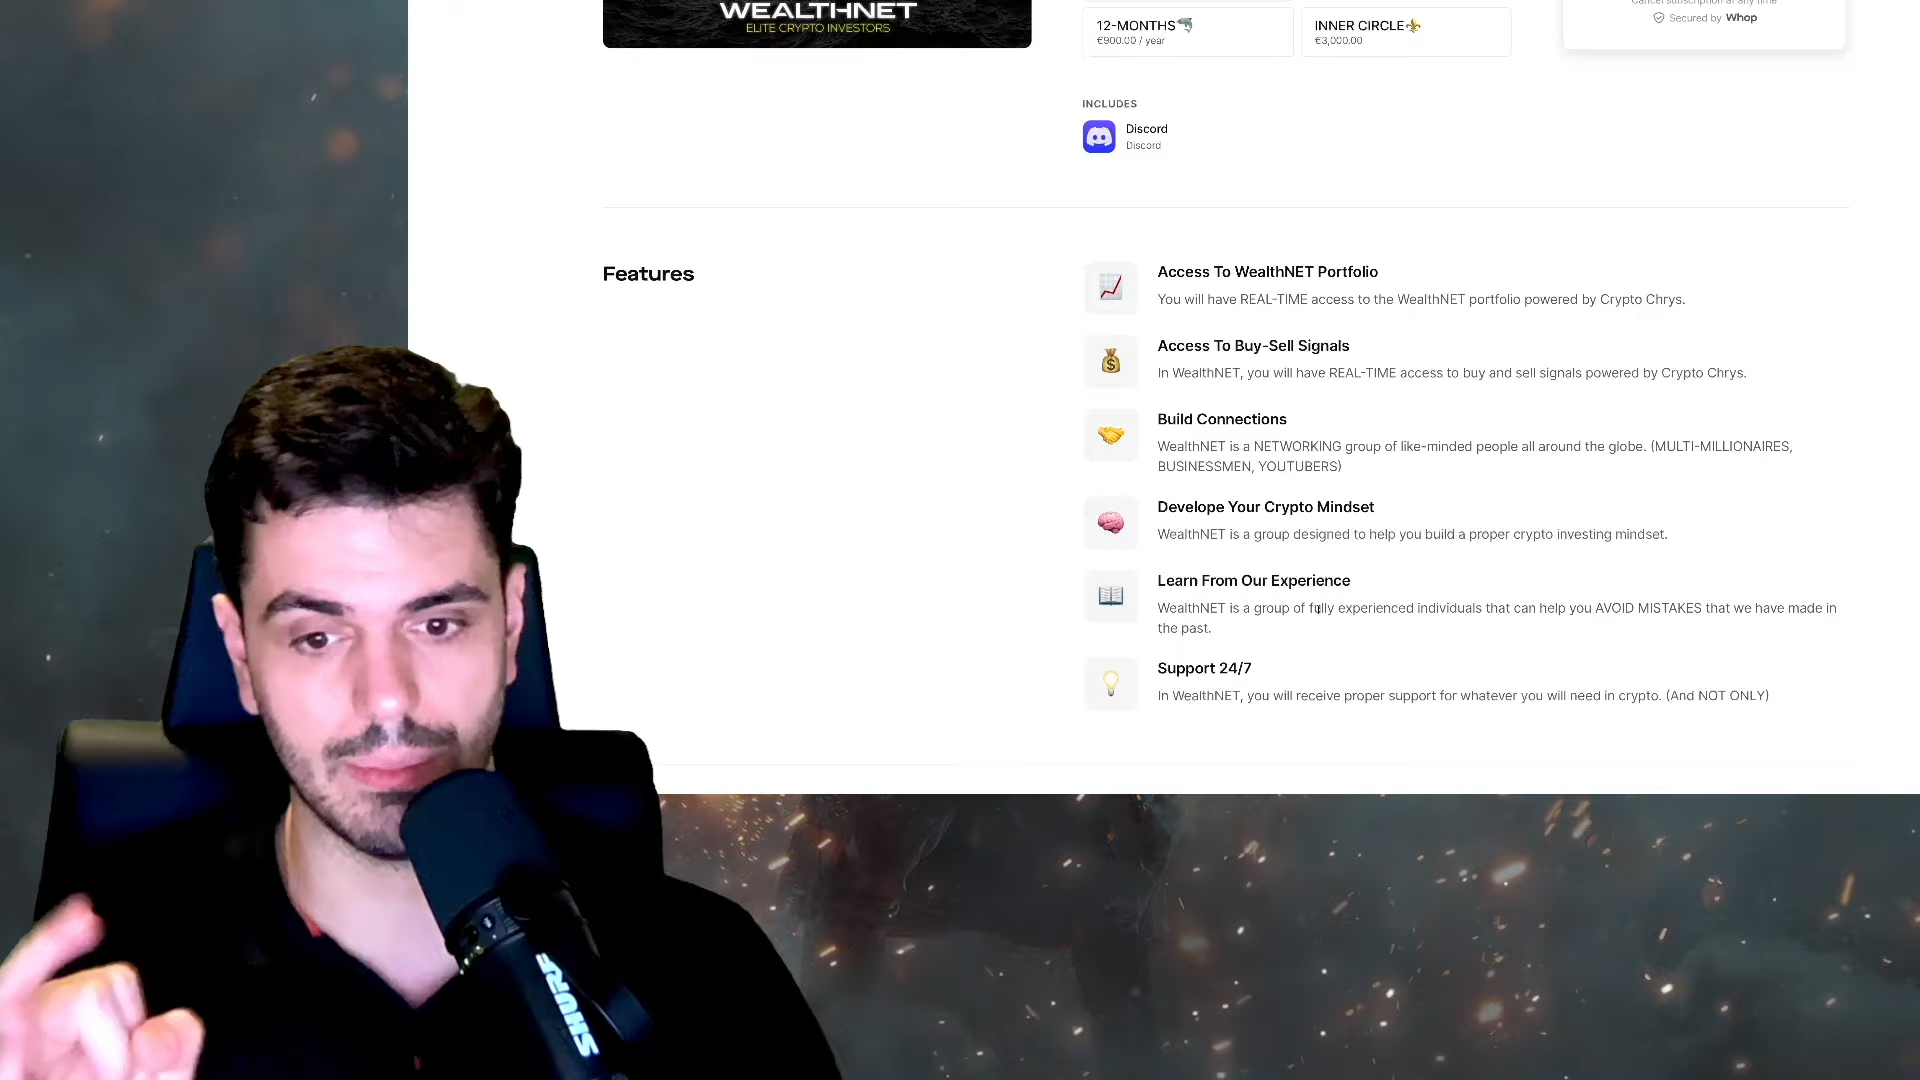 WEALTHNET
ELITE CRYPTO INVESTORS
12-MONTHS
€900.00 / year
INNER CIRCLE
€3,000.00
Cancel subscription at any time
Secured by Whop
INCLUDES
Discord
Discord
Features
Access To WealthNET Portfolio
You will have REAL-TIME access to the WealthNET portfolio powered by Crypto Chrys.
Access To Buy-Sell Signals
In WealthNET, you will have REAL-TIME access to buy and sell signals powered by Crypto Chrys.
Build Connections
WealthNET is a NETWORKING group of like-minded people all around the globe. (MULTI-MILLIONAIRES,
BUSINESSMEN, YOUTUBERS)
Develope Your Crypto Mindset
WealthNET is a group designed to help you build a proper crypto investing mindset.
Learn From Our Experience
WealthNET is a group of fully experienced individuals that can help you AVOID MISTAKES that we have made in
the past.
Support 24/7
In WealthNET, you will receive proper support for whatever you will need in crypto. (And NOT ONLY)
SHURE